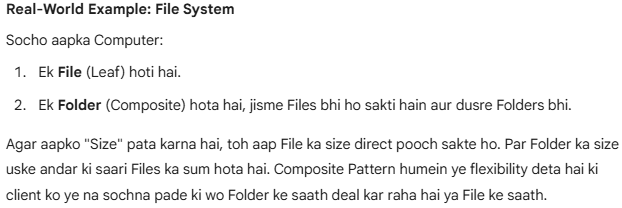 Real-World Example: File System
Socho aapka Computer:
1. Ek File (Leaf) hoti hai.
2. Ek Folder (Composite) hota hai, jisme Files bhi ho sakti hain aur dusre Folders bhi.
Agar aapko "Size" pata karna hai, toh aap File ka size direct pooch sakte ho. Par Folder ka size
uske andar ki saari Files ka sum hota hai. Composite Pattern humein ye flexibility deta hai ki
client ko ye na sochna pade ki wo Folder ke saath deal kar raha hai ya File ke saath.